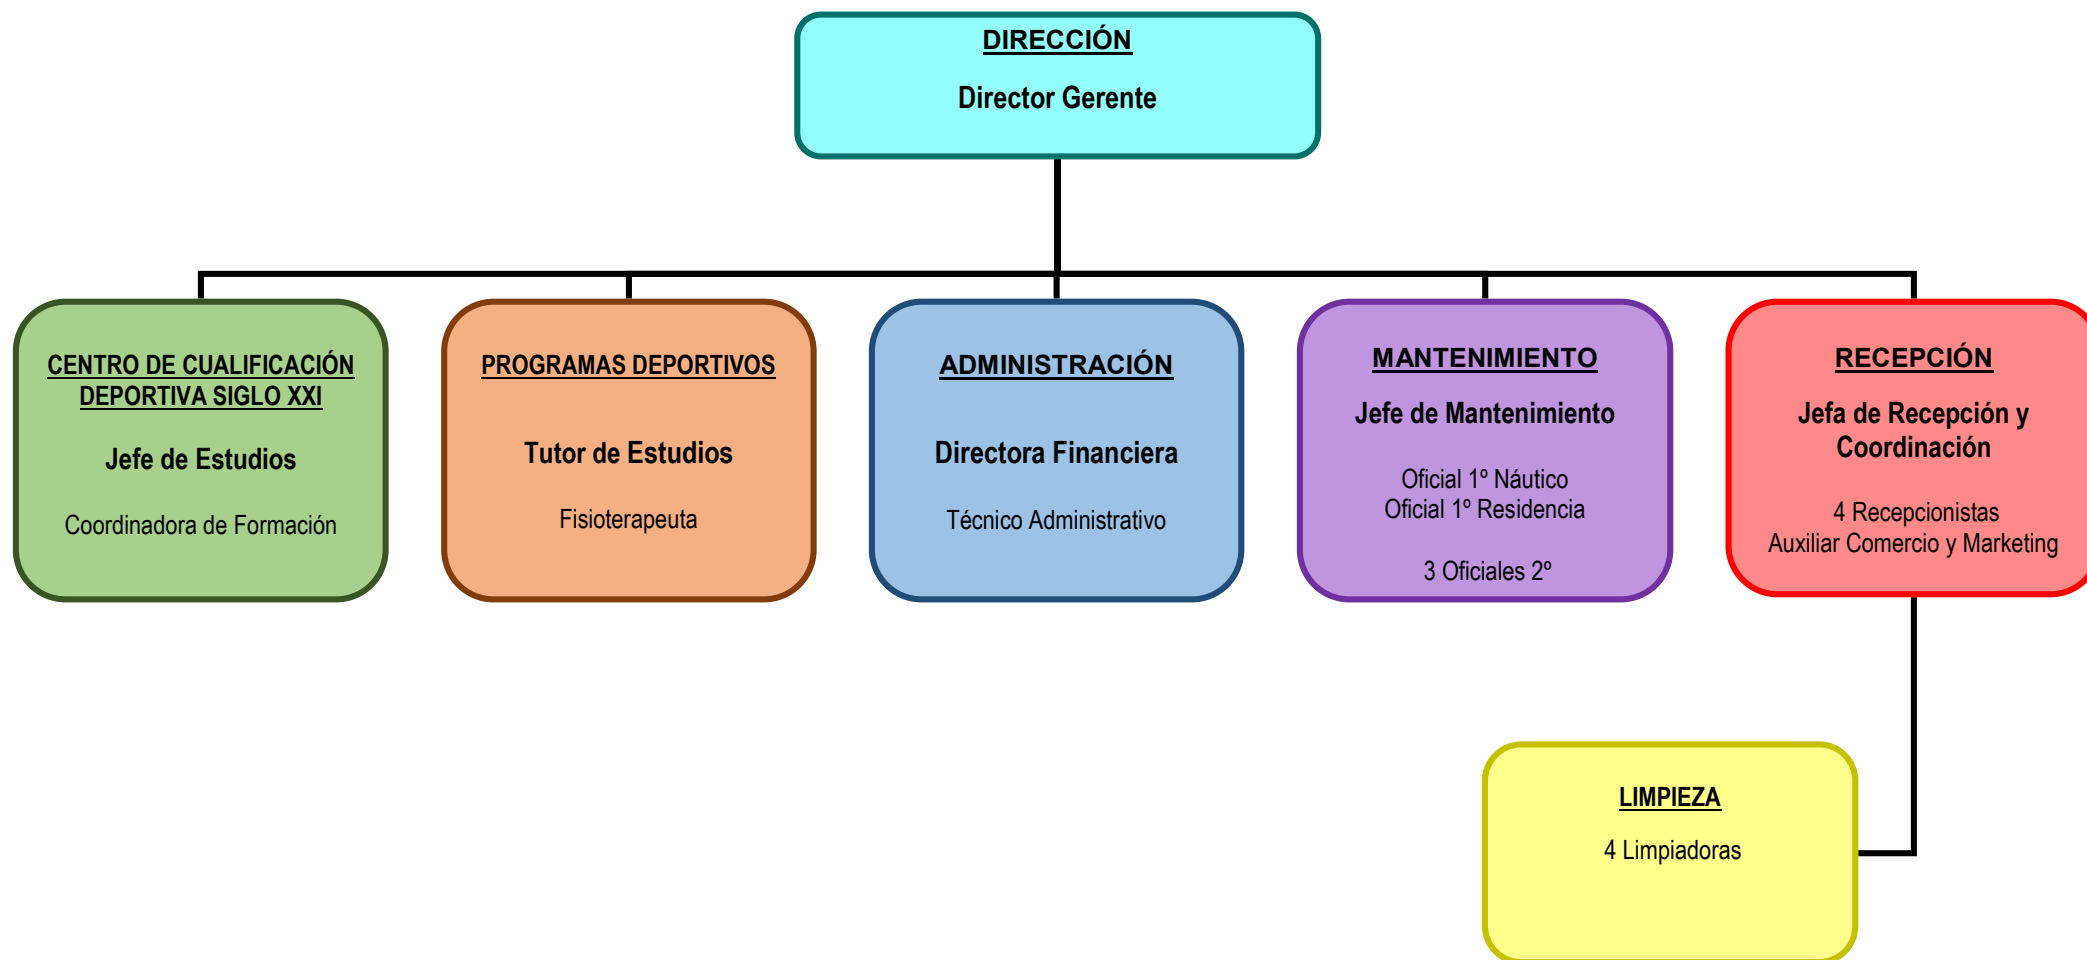 DIRECCIÓN
Director Gerente
CENTRO DE CUALIFICACIÓN
DEPORTIVA SIGLO XXI
Jefe de Estudios
Coordinadora de Formación
PROGRAMAS DEPORTIVOS
Tutor de Estudios
Fisioterapeuta
ADMINISTRACIÓN
Directora Financiera
Técnico Administrativo
MANTENIMIENTO
Jefe de Mantenimiento
Oficial 1º Náutico
Oficial 1º Residencia
3 Oficiales 2º
RECEPCIÓN
Jefa de Recepción y
Coordinación
4 Recepcionistas
Auxiliar Comercio y Marketing
LIMPIEZA
4 Limpiadoras